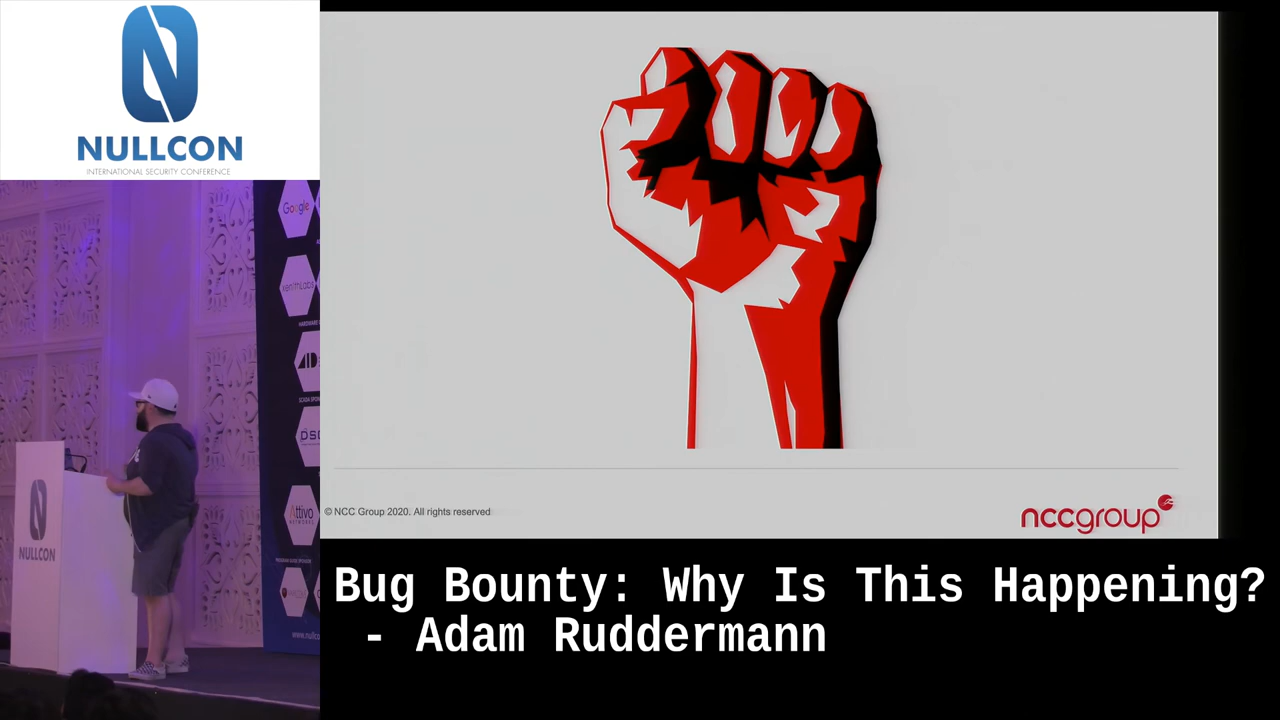 NULLCON
INTERNATIONAL SECURITY CONFERENCE
Google
Attivo
NETWORKS
NULLCON
© NCC Group 2020. All rights reserved
nccgroup
Bug Bounty: Why Is This Happening?
- Adam Ruddermann